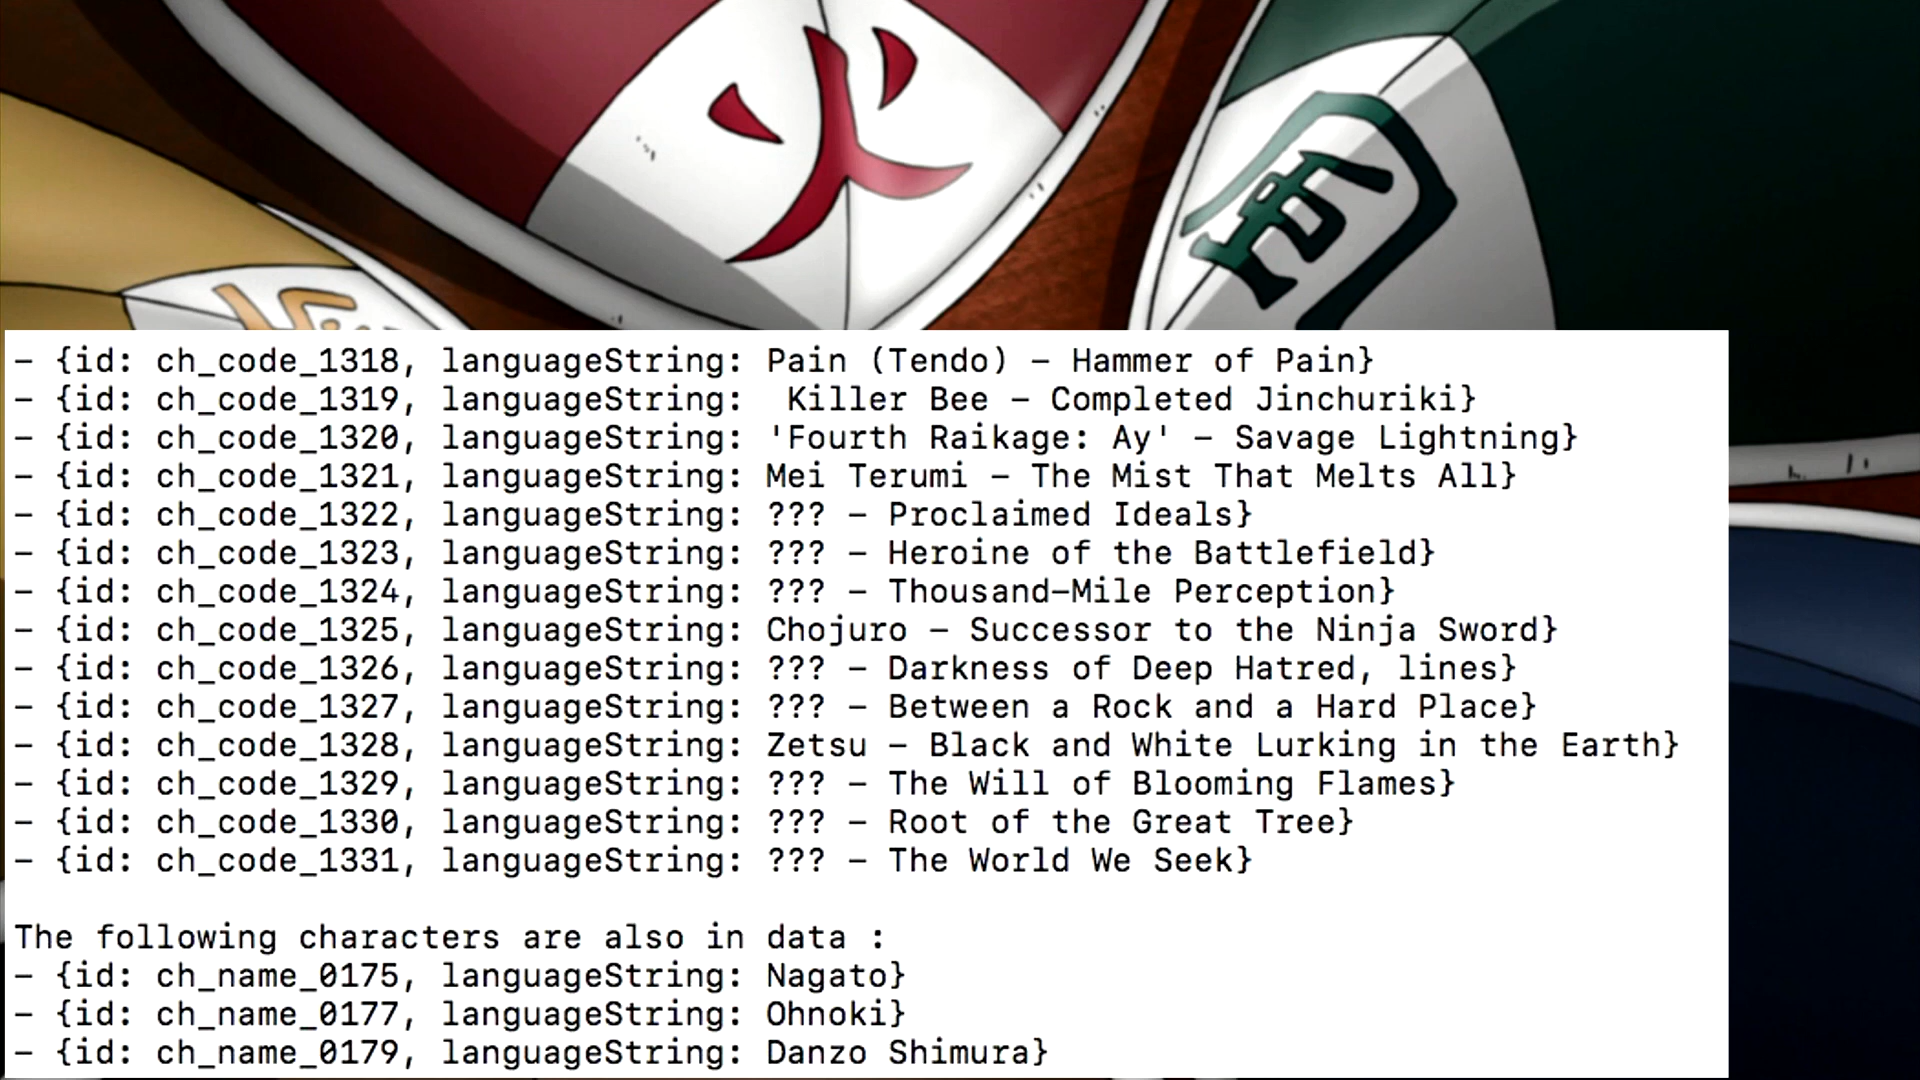 火
- {id: ch_code_1318, languageString: Pain (Tendo) - Hammer of Pain}
- {id: ch_code_1319, languageString:  Killer Bee - Completed Jinchuriki}
- {id: ch_code_1320, languageString: 'Fourth Raikage: Ay' - Savage Lightning}
- {id: ch_code_1321, languageString: Mei Terumi - The Mist That Melts All}
- {id: ch_code_1322, languageString: ??? - Proclaimed Ideals}
- {id: ch_code_1323, languageString: ??? - Heroine of the Battlefield}
- {id: ch_code_1324, languageString: ??? - Thousand-Mile Perception}
- {id: ch_code_1325, languageString: Chojuro - Successor to the Ninja Sword}
- {id: ch_code_1326, languageString: ??? - Darkness of Deep Hatred, lines}
- {id: ch_code_1327, languageString: ??? - Between a Rock and a Hard Place}
- {id: ch_code_1328, languageString: Zetsu - Black and White Lurking in the Earth}
- {id: ch_code_1329, languageString: ??? - The Will of Blooming Flames}
- {id: ch_code_1330, languageString: ??? - Root of the Great Tree}
- {id: ch_code_1331, languageString: ??? - The World We Seek}
The following characters are also in data :
- {id: ch_name_0175, languageString: Nagato}
- {id: ch_name_0177, languageString: Ohnoki}
- {id: ch_name_0179, languageString: Danzo Shimura}